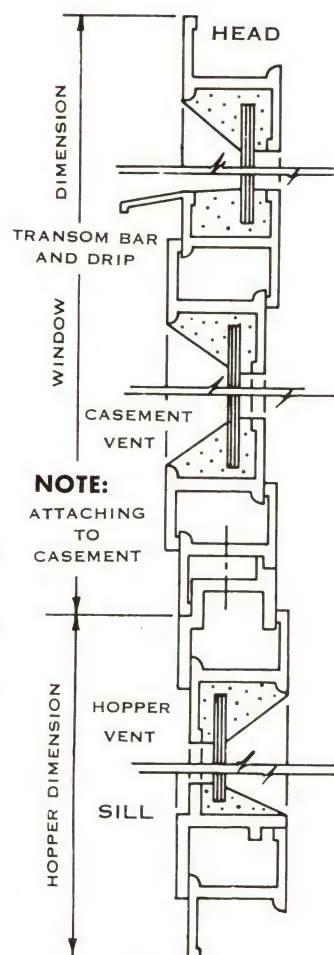 HEAD
DIMENSION
TRANSOM BAR
AND DRIP
WINDOW
CASEMENT
VENT
NOTE:
ATTACHING
TO
CASEMENT
HOPPER
VENT
HOPPER DIMENSION
SILL